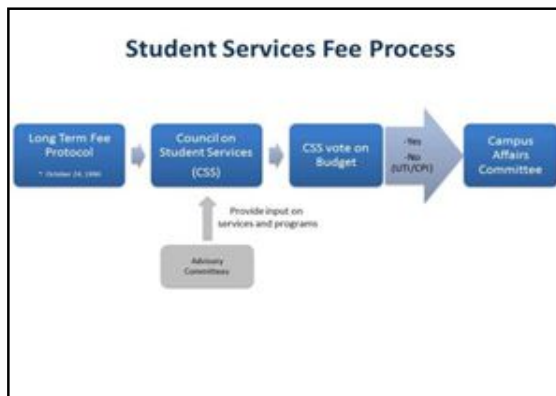 Student Services Fee Process
Long Term Fee
Protocol
* October 24, 1996
Council on
Student Services
(CSS)
CSS vote on
Budget
-Yes
-No
(UTI/CPI)
Campus
Affairs
Committee
Provide input on
services and programs
Advisory
Committees